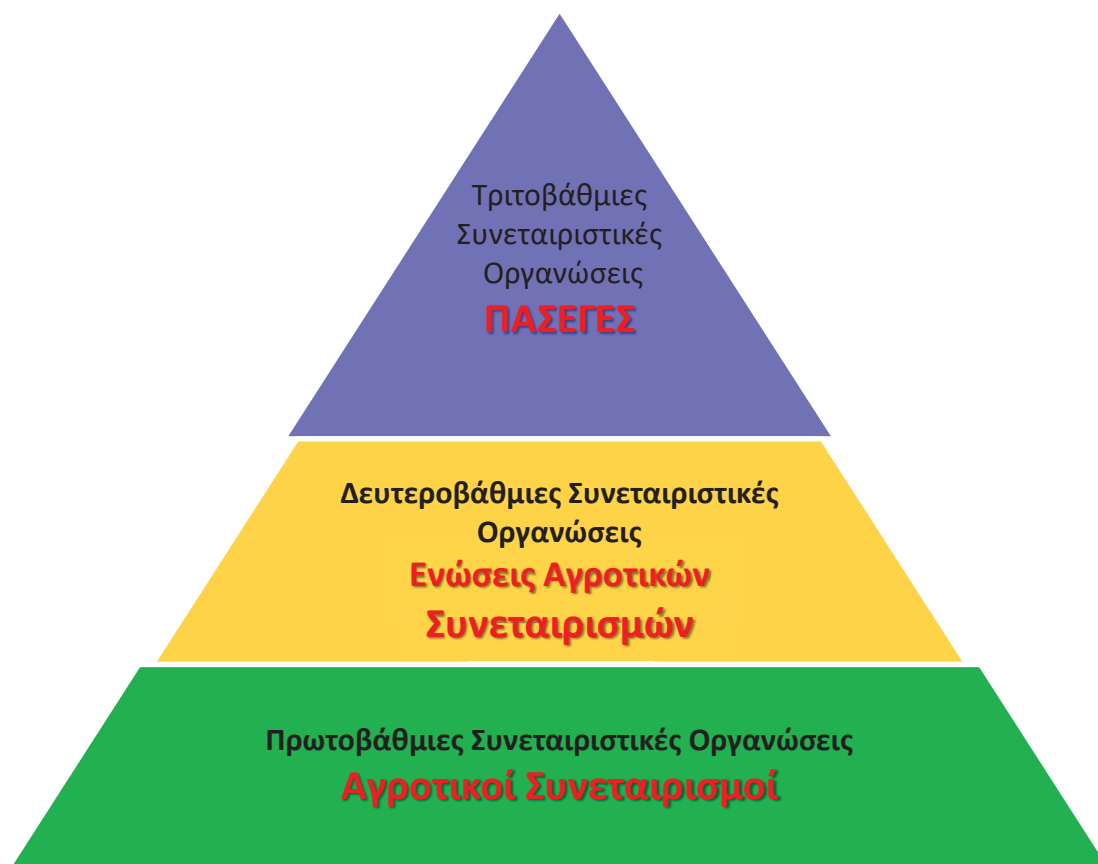 Τριτοβάθμιες
Συνεταιριστικές
Οργανώσεις
ΠΑΣΕΓΕΣ
Δευτεροβάθμιες Συνεταιριστικές
Οργανώσεις
Ενώσεις Αγροτικών
Συνεταιρισμών
Πρωτοβάθμιες Συνεταιριστικές Οργανώσεις
Αγροτικοί Συνεταιρισμοί